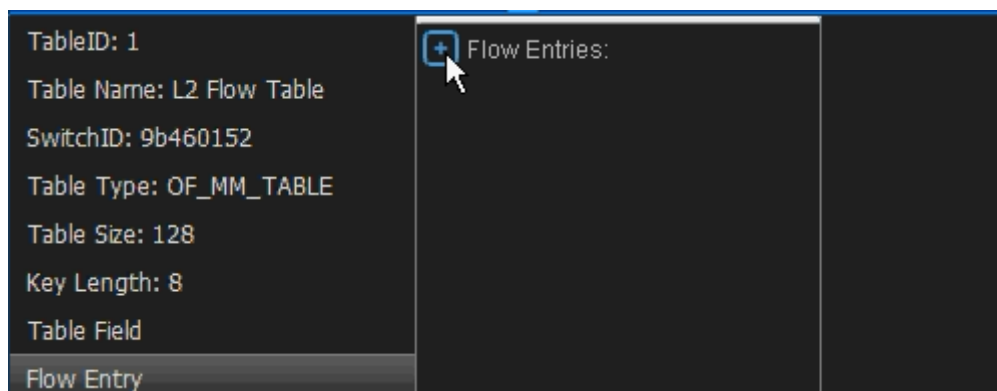 TableID: 1
Table Name: L2 Flow Table
SwitchID: 9b460152
Table Type: OF_MM_TABLE
Table Size: 128
Key Length: 8
Table Field
Flow Entry
Flow Entries: